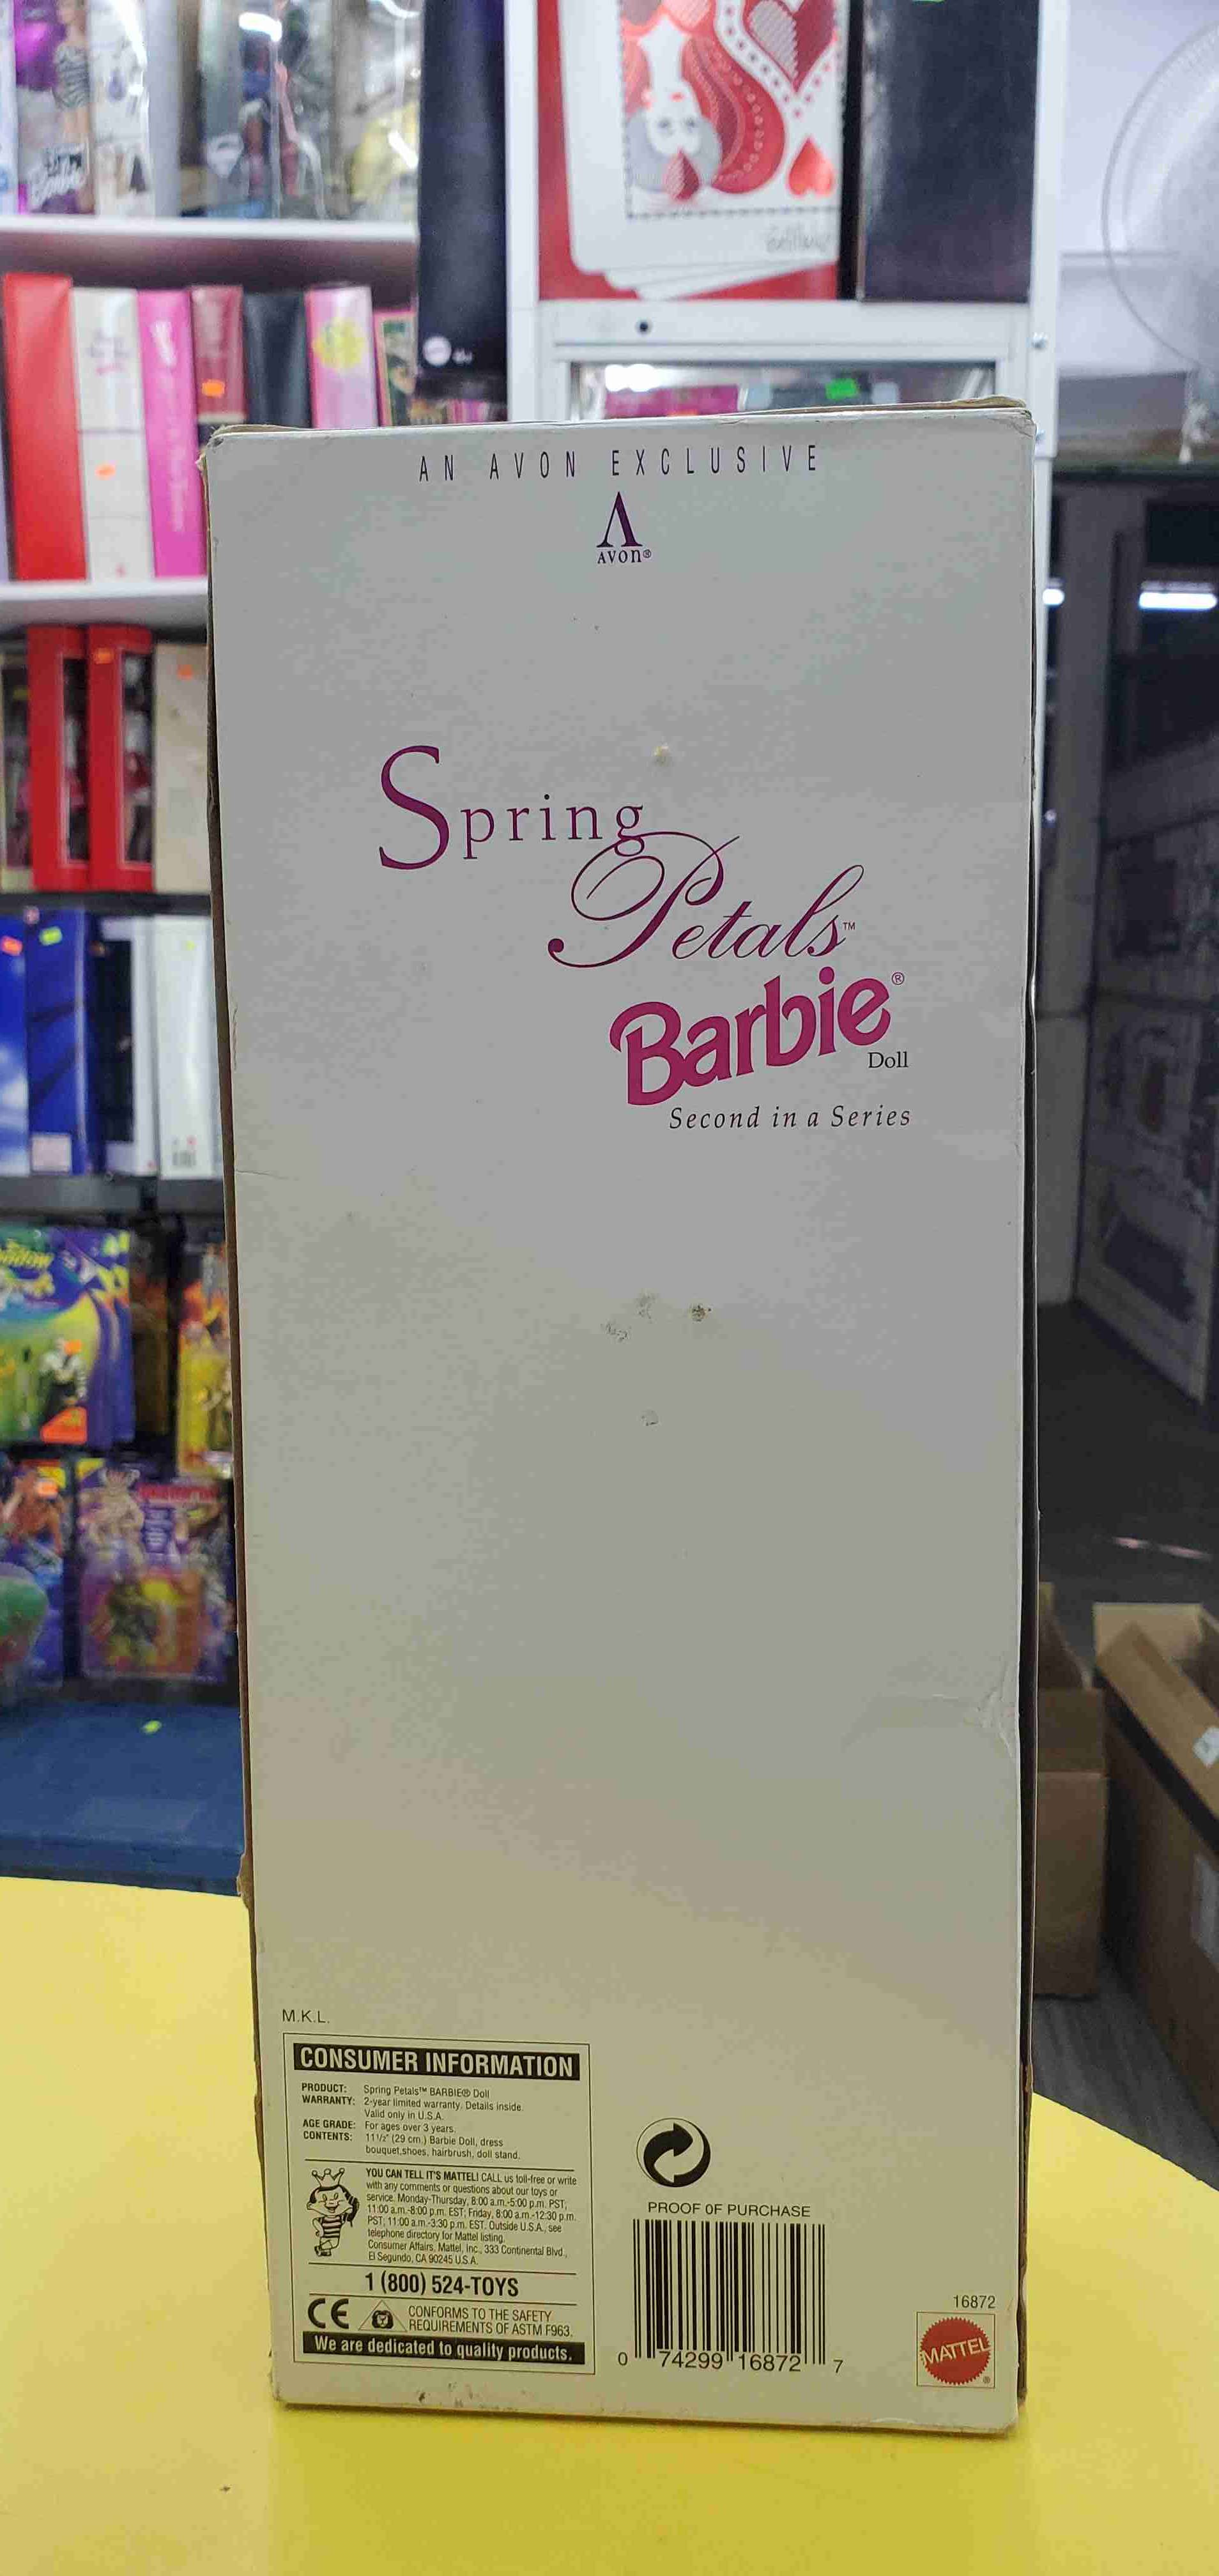 AN AVON EXCLUSIVE
AVON®
Spring
Petals™
Barbie®
Doll
Second in a Series
M.K.L.
CONSUMER INFORMATION
PRODUCT: Spring Petals™ BARBIE® Doll
WARRANTY: 2-year limited warranty. Details inside.
Valid only in U.S.A.
AGE GRADE: For ages over 3 years.
CONTENTS: 11½" (29 cm.) Barbie Doll, dress
bouquet,shoes, hairbrush, doll stand.
YOU CAN TELL IT'S MATTEL! CALL us toll-free or write
with any comments or questions about our toys or
service. Monday-Thursday, 8:00 a.m.-5:00 p.m. PST;
11:00 a.m.-8:00 p.m. EST; Friday, 8:00 a.m.-12:30 p.m.
PST; 11:00 a.m.-3:30 p.m. EST. Outside U.S.A., see
telephone directory for Mattel listing.
Consumer Affairs, Mattel, Inc., 333 Continental Blvd.,
El Segundo, CA 90245 U.S.A.
1 (800) 524-TOYS
CE
CONFORMS TO THE SAFETY
REQUIREMENTS OF ASTM F963.
We are dedicated to quality products.
PROOF OF PURCHASE
0 74299 16872 7
16872
MATTEL
®